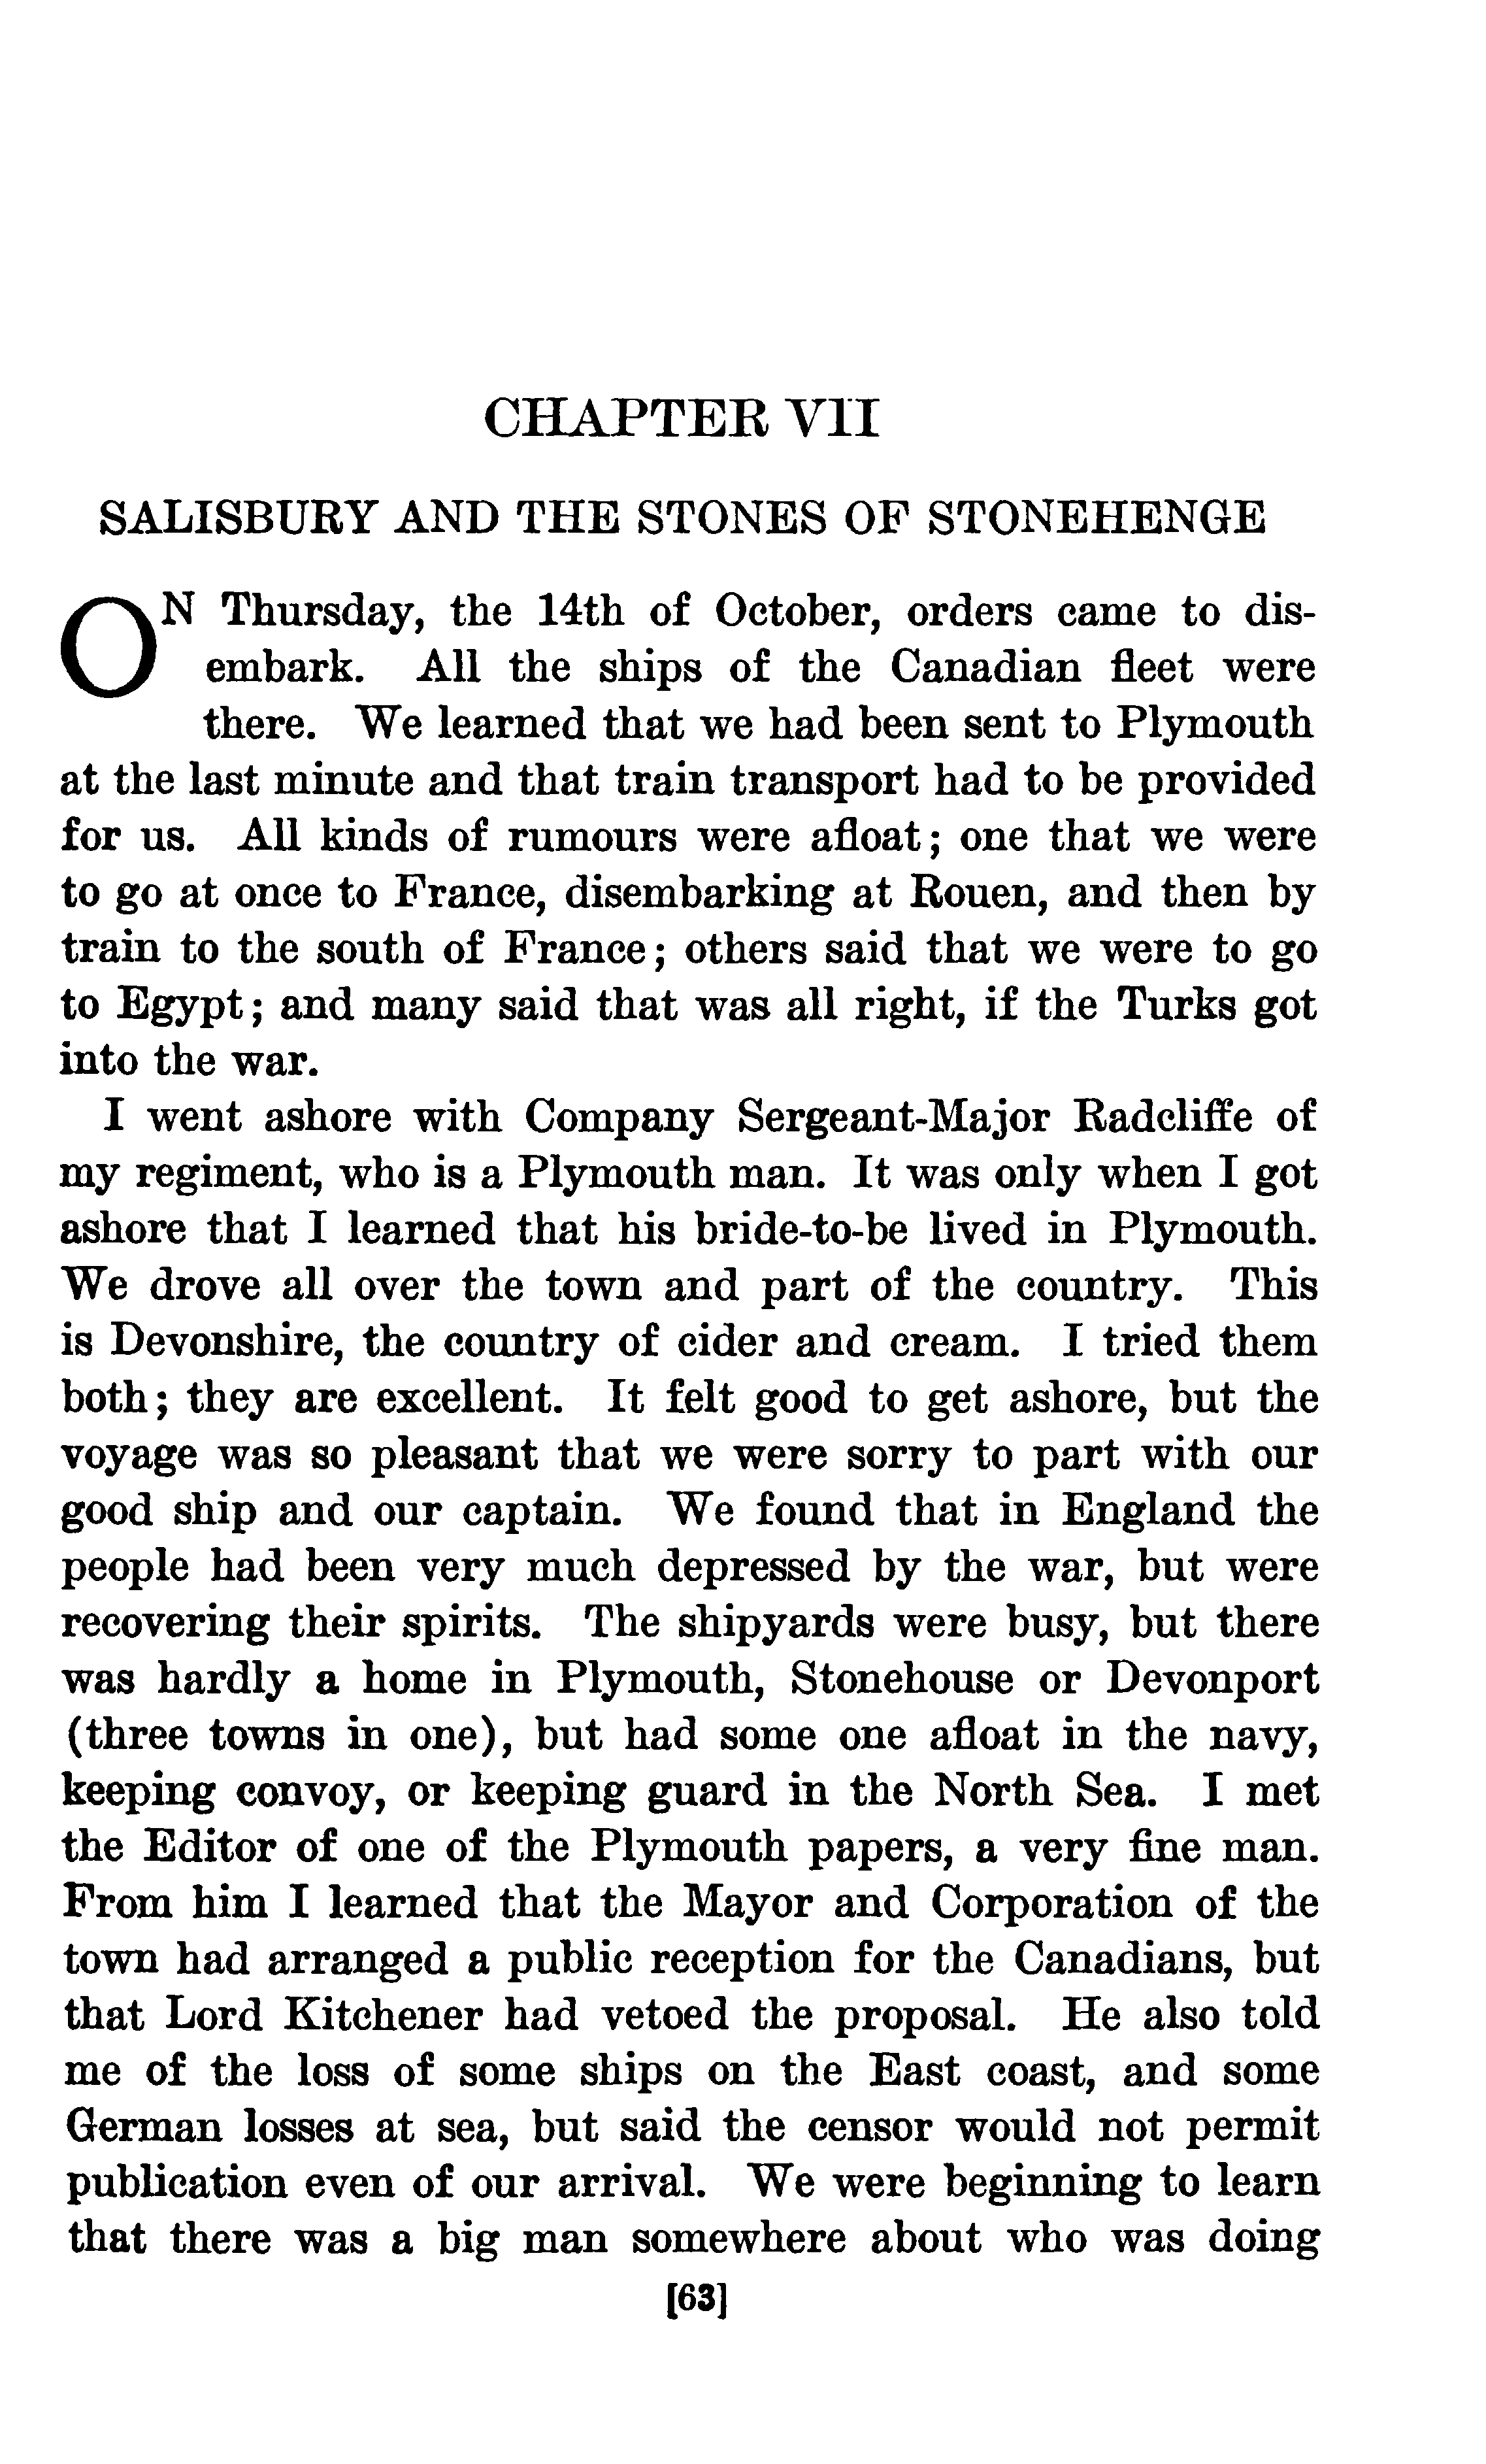 CHAPTER VII
SALISBURY AND THE STONES OF STONEHENGE
ON Thursday, the 14th of October, orders came to dis-
embark. All the ships of the Canadian fleet were
there. We learned that we had been sent to Plymouth
at the last minute and that train transport had to be provided
for us. All kinds of rumours were afloat; one that we were
to go at once to France, disembarking at Rouen, and then by
train to the south of France; others said that we were to go
to Egypt; and many said that was all right, if the Turks got
into the war.
I went ashore with Company Sergeant-Major Radcliffe of
my regiment, who is a Plymouth man. It was only when I got
ashore that I learned that his bride-to-be lived in Plymouth.
We drove all over the town and part of the country. This
is Devonshire, the country of cider and cream. I tried them
both; they are excellent. It felt good to get ashore, but the
voyage was so pleasant that we were sorry to part with our
good ship and our captain. We found that in England the
people had been very much depressed by the war, but were
recovering their spirits. The shipyards were busy, but there
was hardly a home in Plymouth, Stonehouse or Devonport
(three towns in one), but had some one afloat in the navy,
keeping convoy, or keeping guard in the North Sea. I met
the Editor of one of the Plymouth papers, a very fine man.
From him I learned that the Mayor and Corporation of the
town had arranged a public reception for the Canadians, but
that Lord Kitchener had vetoed the proposal. He also told
me of the loss of some ships on the East coast, and some
German losses at sea, but said the censor would not permit
publication even of our arrival. We were beginning to learn
that there was a big man somewhere about who was doing
[63]